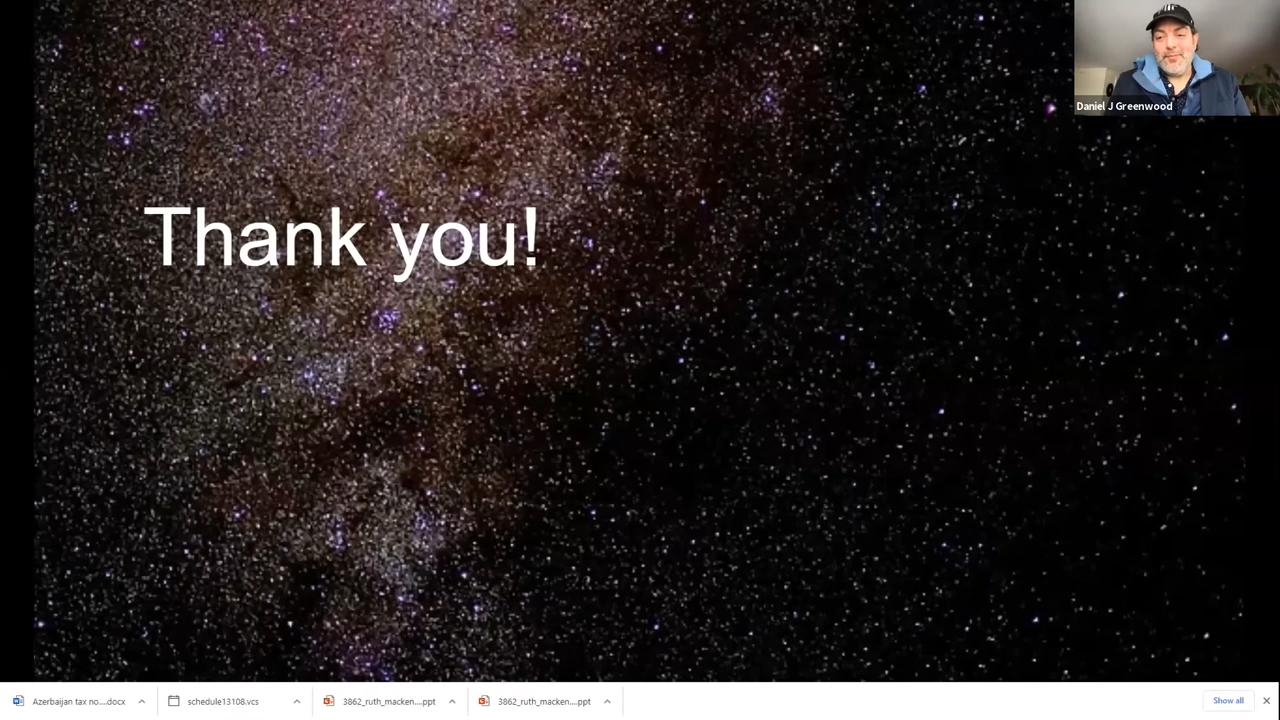 Daniel J Greenwood
Thank you!
Azerbaijan tax no....docx
schedule13108.vcs
3862_ruth_macken....ppt
3862_ruth_macken....ppt
Show all